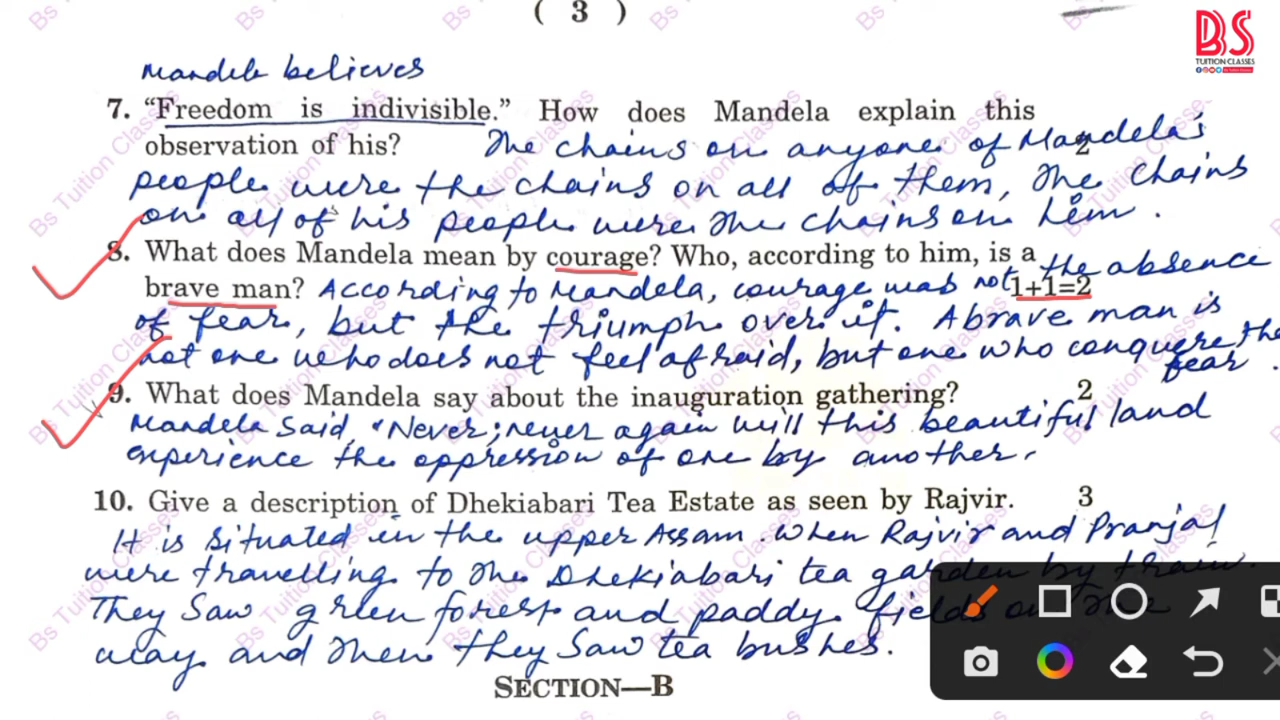 ( 3 )
BS
TUITION CLASSES
Mandela believes
7. “Freedom is indivisible.” How does Mandela explain this
observation of his? 2
The chains on anyone of Mandela's
people were the chains on all of them, The chains
on all of his people were the chains on him.
8. What does Mandela mean by courage? Who, according to him, is a
brave man? 1+1=2
According to Mandela, courage was not the absence
of fear, but the triumph over it. A brave man is
not one who does not feel afraid, but one who conquere the
fear.
9. What does Mandela say about the inauguration gathering? 2
Mandela Said, "Never; never again will this beautiful land
experience the oppression of one by another.
10. Give a description of Dhekiabari Tea Estate as seen by Rajvir. 3
It is situated in the upper Assam. When Rajvir and Pranjal
were travelling to the Dhekiabari tea garden by train.
They Saw green forest and paddy fields on the
way and then they Saw tea bushes.
SECTION—B
Bs Tuition Classes